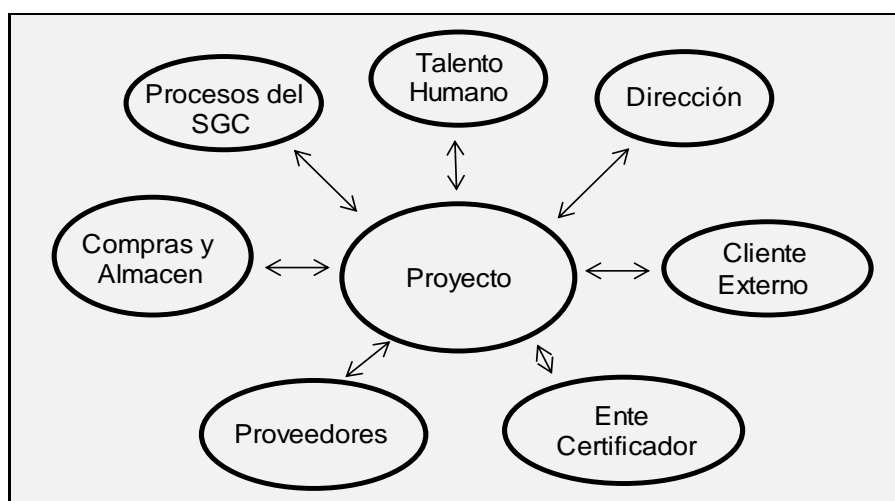 Talento
Humano
Procesos del
SGC
Dirección
Compras y
Almacen
Proyecto
Cliente
Externo
Proveedores
Ente
Certificador